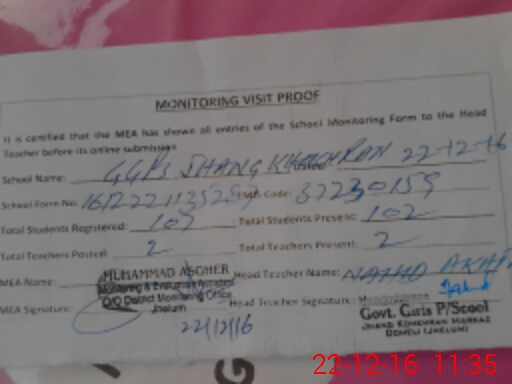 MONITORING VISIT PROOF
It is certified that the MEA has shown all entries of the School Monitoring Form to the Head
Teacher before its online submission
School Name: GGPS JHANG KHOKHRAN Dated: 22-12-16
School Form No: EMIS Code: 37230159
Total Students Registered: 107 Total Students Present: 102
Total Teachers Posted: 2 Total Teachers Present: 2
MEA Name: MUHAMMAD ASGHER Head Teacher Name:
Monitoring & Evaluation Assistant
O/O District Monitoring Office
Jhelum
MEA Signature: Head Teacher Signature:
22/12/16
Govt. Girls P/Scool
JHANG KHOKHRAN MARKAZ
DOMELI (JHELUM)
22-12-16 11:35